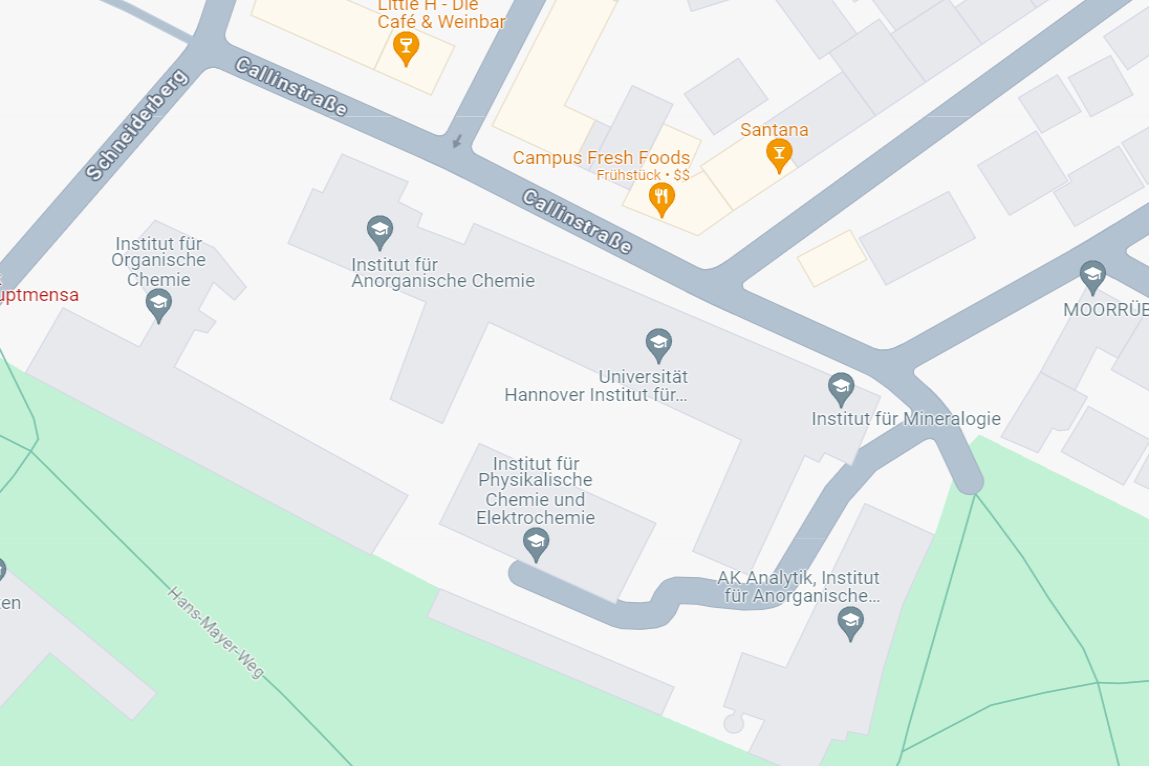 Little H - Die
Café & Weinbar
Callinstraße
Schneiderberg
Santana
Campus Fresh Foods
Frühstück • $$
Callinstraße
Institut für
Organische
Chemie
Institut für
Anorganische Chemie
uptmensa
MOORRÜB
Universität
Hannover Institut für...
Institut für Mineralogie
Institut für
Physikalische
Chemie und
Elektrochemie
AK Analytik, Institut
für Anorganische...
en
Hans-Mayer-Weg